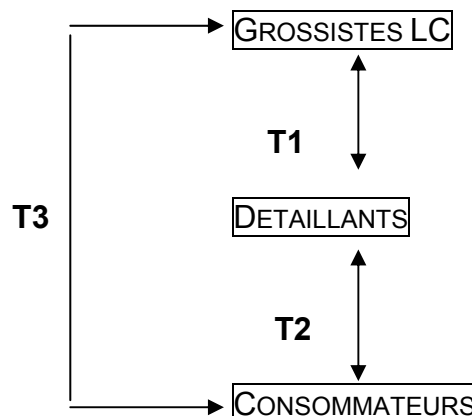 GROSSISTES LC
T1
T3
DETAILLANTS
T2
CONSOMMATEURS